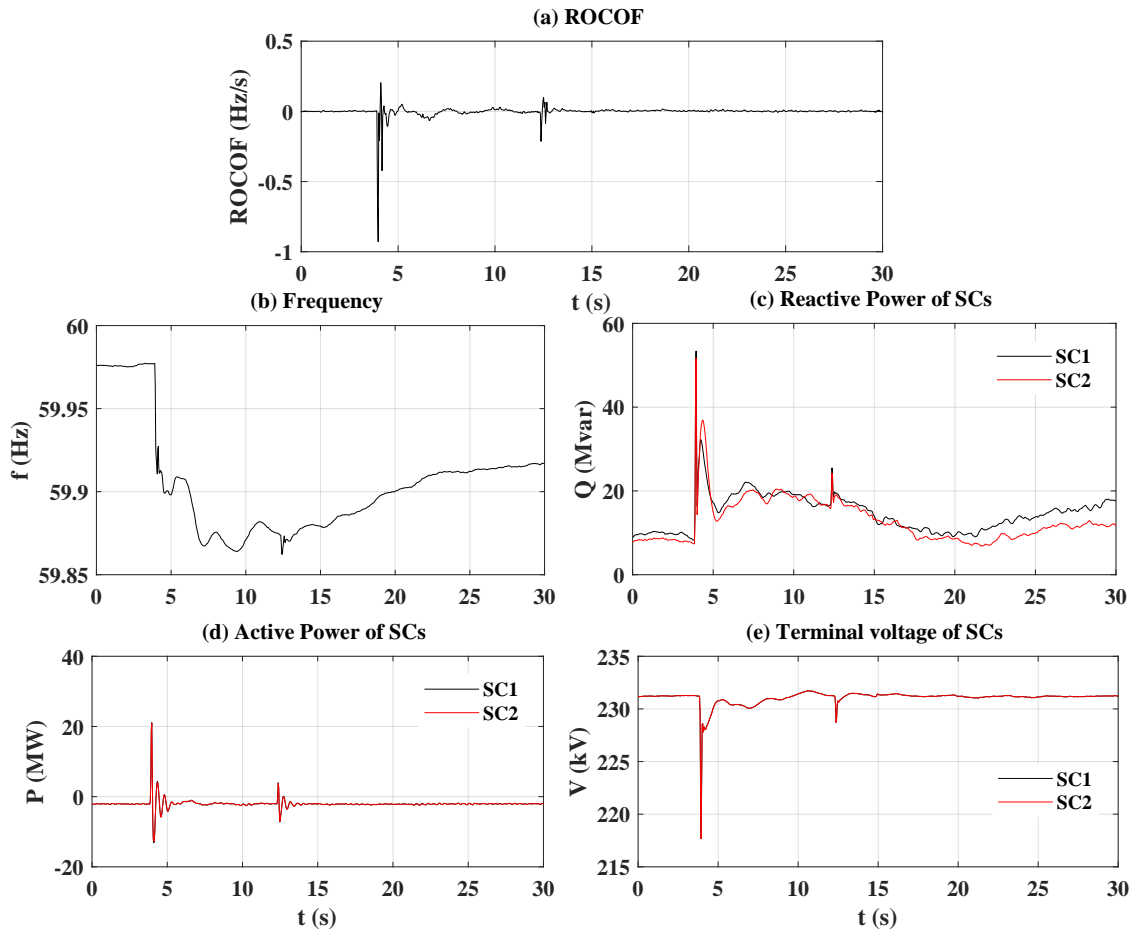 (a) ROCOF
0.5
0
-0.5
-1
ROCOF (Hz/s)
0 5 10 15 20 25 30
t (s)
(b) Frequency
60
59.95
59.9
59.85
f (Hz)
0 5 10 15 20 25 30
(c) Reactive Power of SCs
60
40
20
0
Q (Mvar)
SC1
SC2
0 5 10 15 20 25 30
(d) Active Power of SCs
40
20
0
-20
P (MW)
SC1
SC2
0 5 10 15 20 25 30
t (s)
(e) Terminal voltage of SCs
235
230
225
220
215
V (kV)
SC1
SC2
0 5 10 15 20 25 30
t (s)